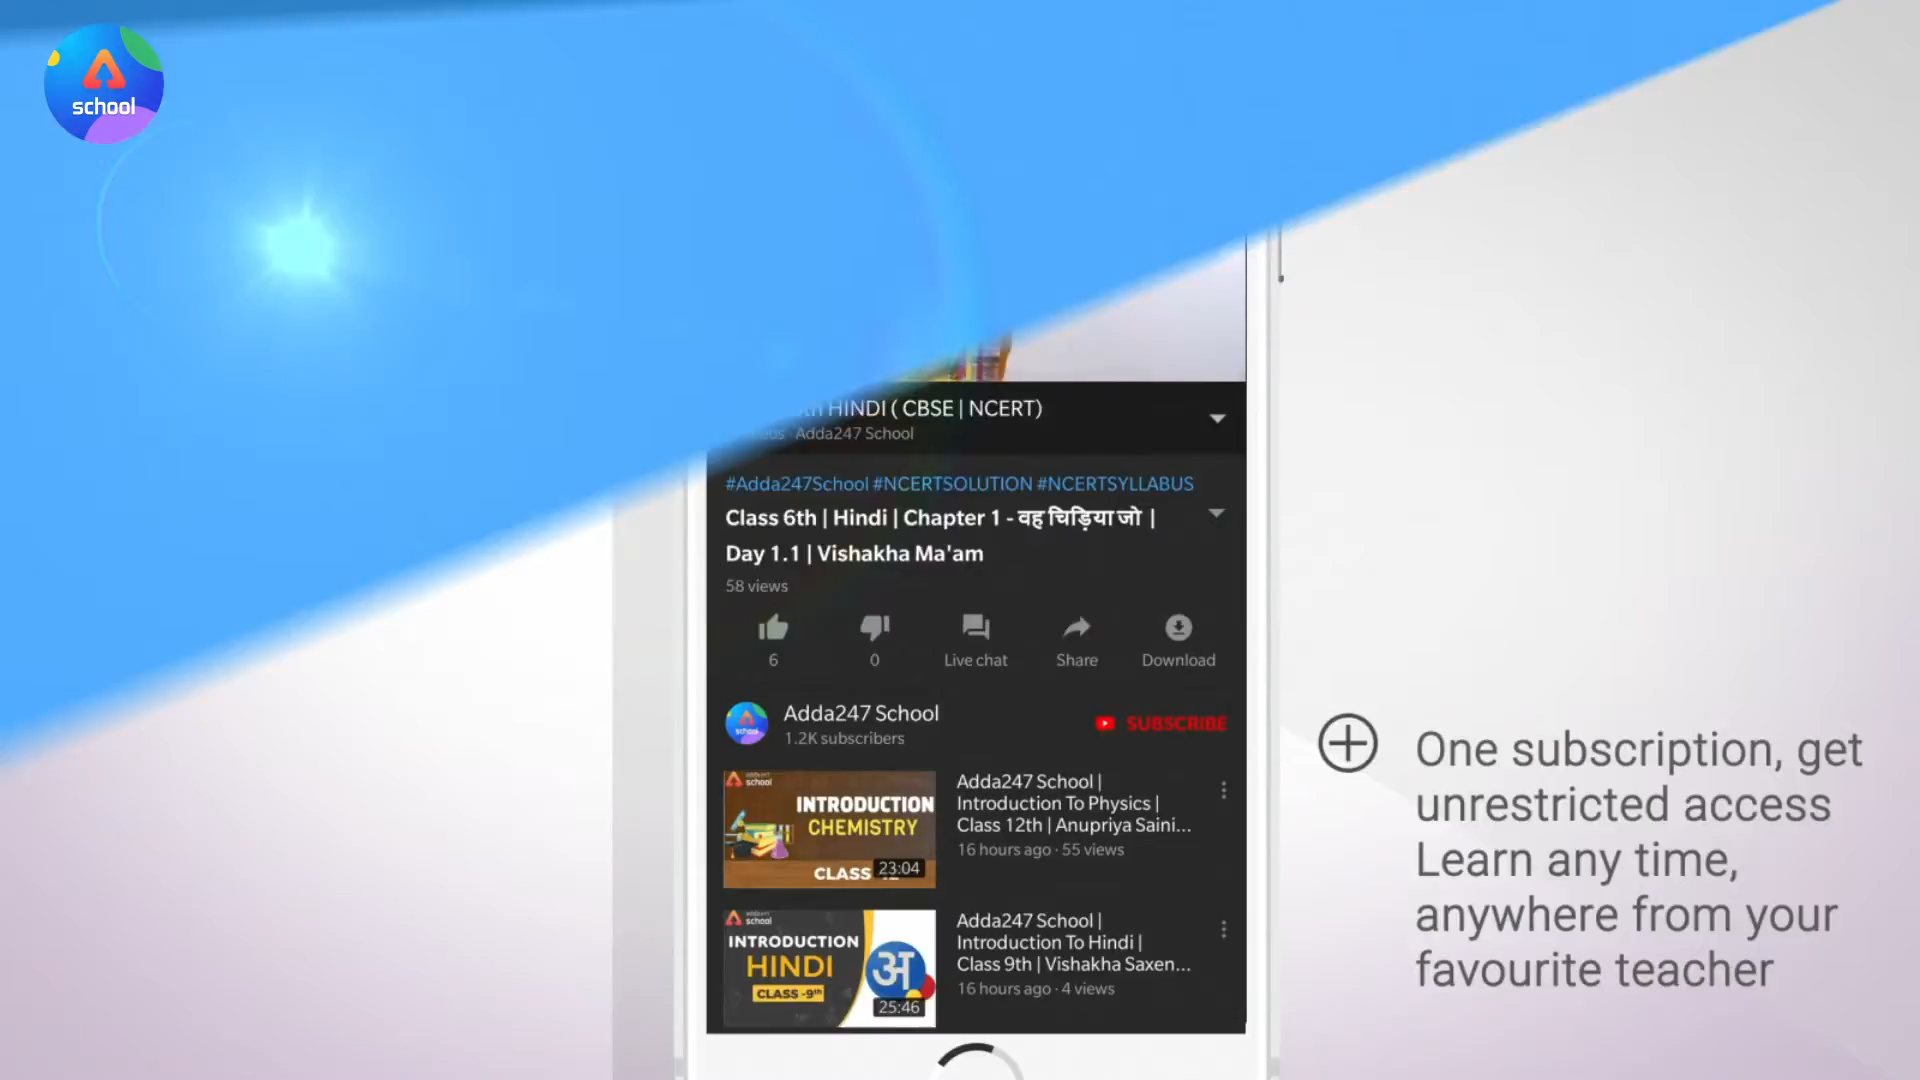 school
HINDI ( CBSE | NCERT)
Adda247 School
#Adda247School #NCERTSOLUTION #NCERTSYLLABUS
Class 6th | Hindi | Chapter 1 - वह चिड़िया जो |
Day 1.1 | Vishakha Ma'am
58 views
6
0
Live chat
Share
Download
Adda247 School
1.2K subscribers
SUBSCRIBE
school
school
INTRODUCTION
CHEMISTRY
CLASS
23:04
Adda247 School |
Introduction To Physics |
Class 12th | Anupriya Saini...
16 hours ago · 55 views
school
INTRODUCTION
HINDI
CLASS -9th
अ
25:46
Adda247 School |
Introduction To Hindi |
Class 9th | Vishakha Saxen...
16 hours ago · 4 views
One subscription, get
unrestricted access
Learn any time,
anywhere from your
favourite teacher